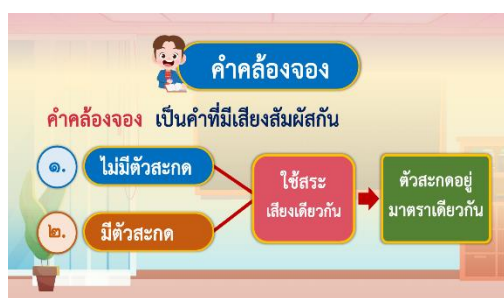 คำคล้องจอง
คำคล้องจอง เป็นคำที่มีเสียงสัมผัสกัน
๑. ไม่มีตัวสะกด
๒. มีตัวสะกด
ใช้สระ
เสียงเดียวกัน
ตัวสะกดอยู่
มาตราเดียวกัน